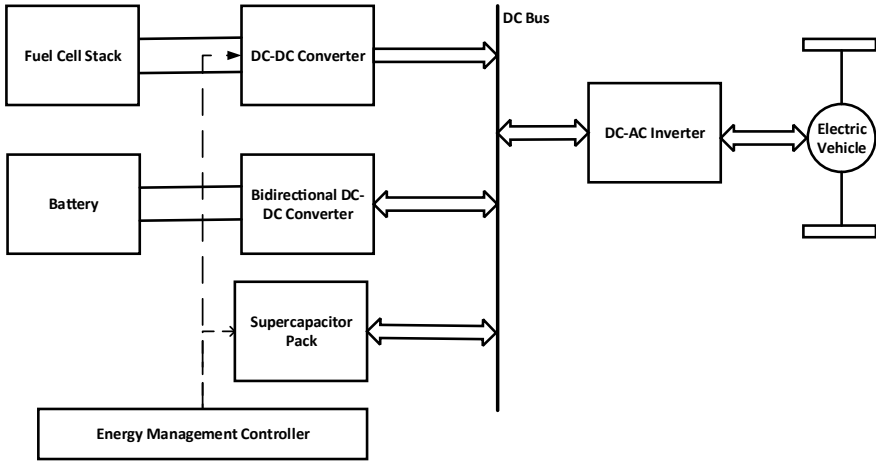 DC Bus
Fuel Cell Stack
DC-DC Converter
DC-AC Inverter
Electric
Vehicle
Battery
Bidirectional DC-
DC Converter
Supercapacitor
Pack
Energy Management Controller